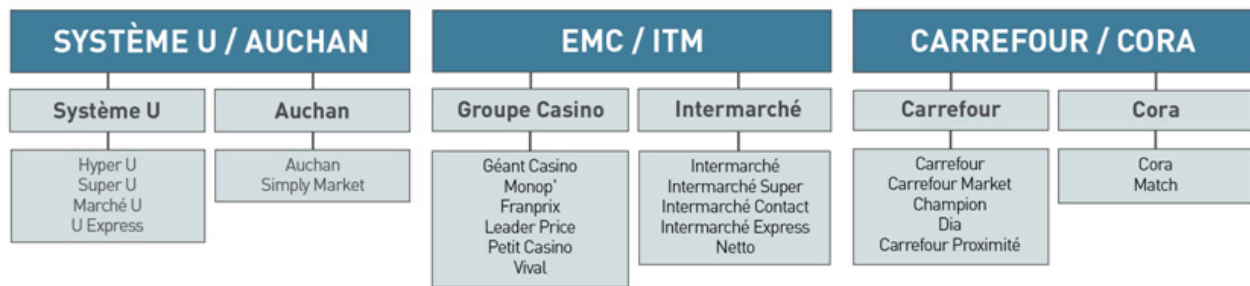 SYSTÈME U / AUCHAN
Système U
Hyper U
Super U
Marché U
U Express
Auchan
Auchan
Simply Market
EMC / ITM
Groupe Casino
Géant Casino
Monop'
Franprix
Leader Price
Petit Casino
Vival
Intermarché
Intermarché
Intermarché Super
Intermarché Contact
Intermarché Express
Netto
CARREFOUR / CORA
Carrefour
Carrefour
Carrefour Market
Champion
Dia
Carrefour Proximité
Cora
Cora
Match